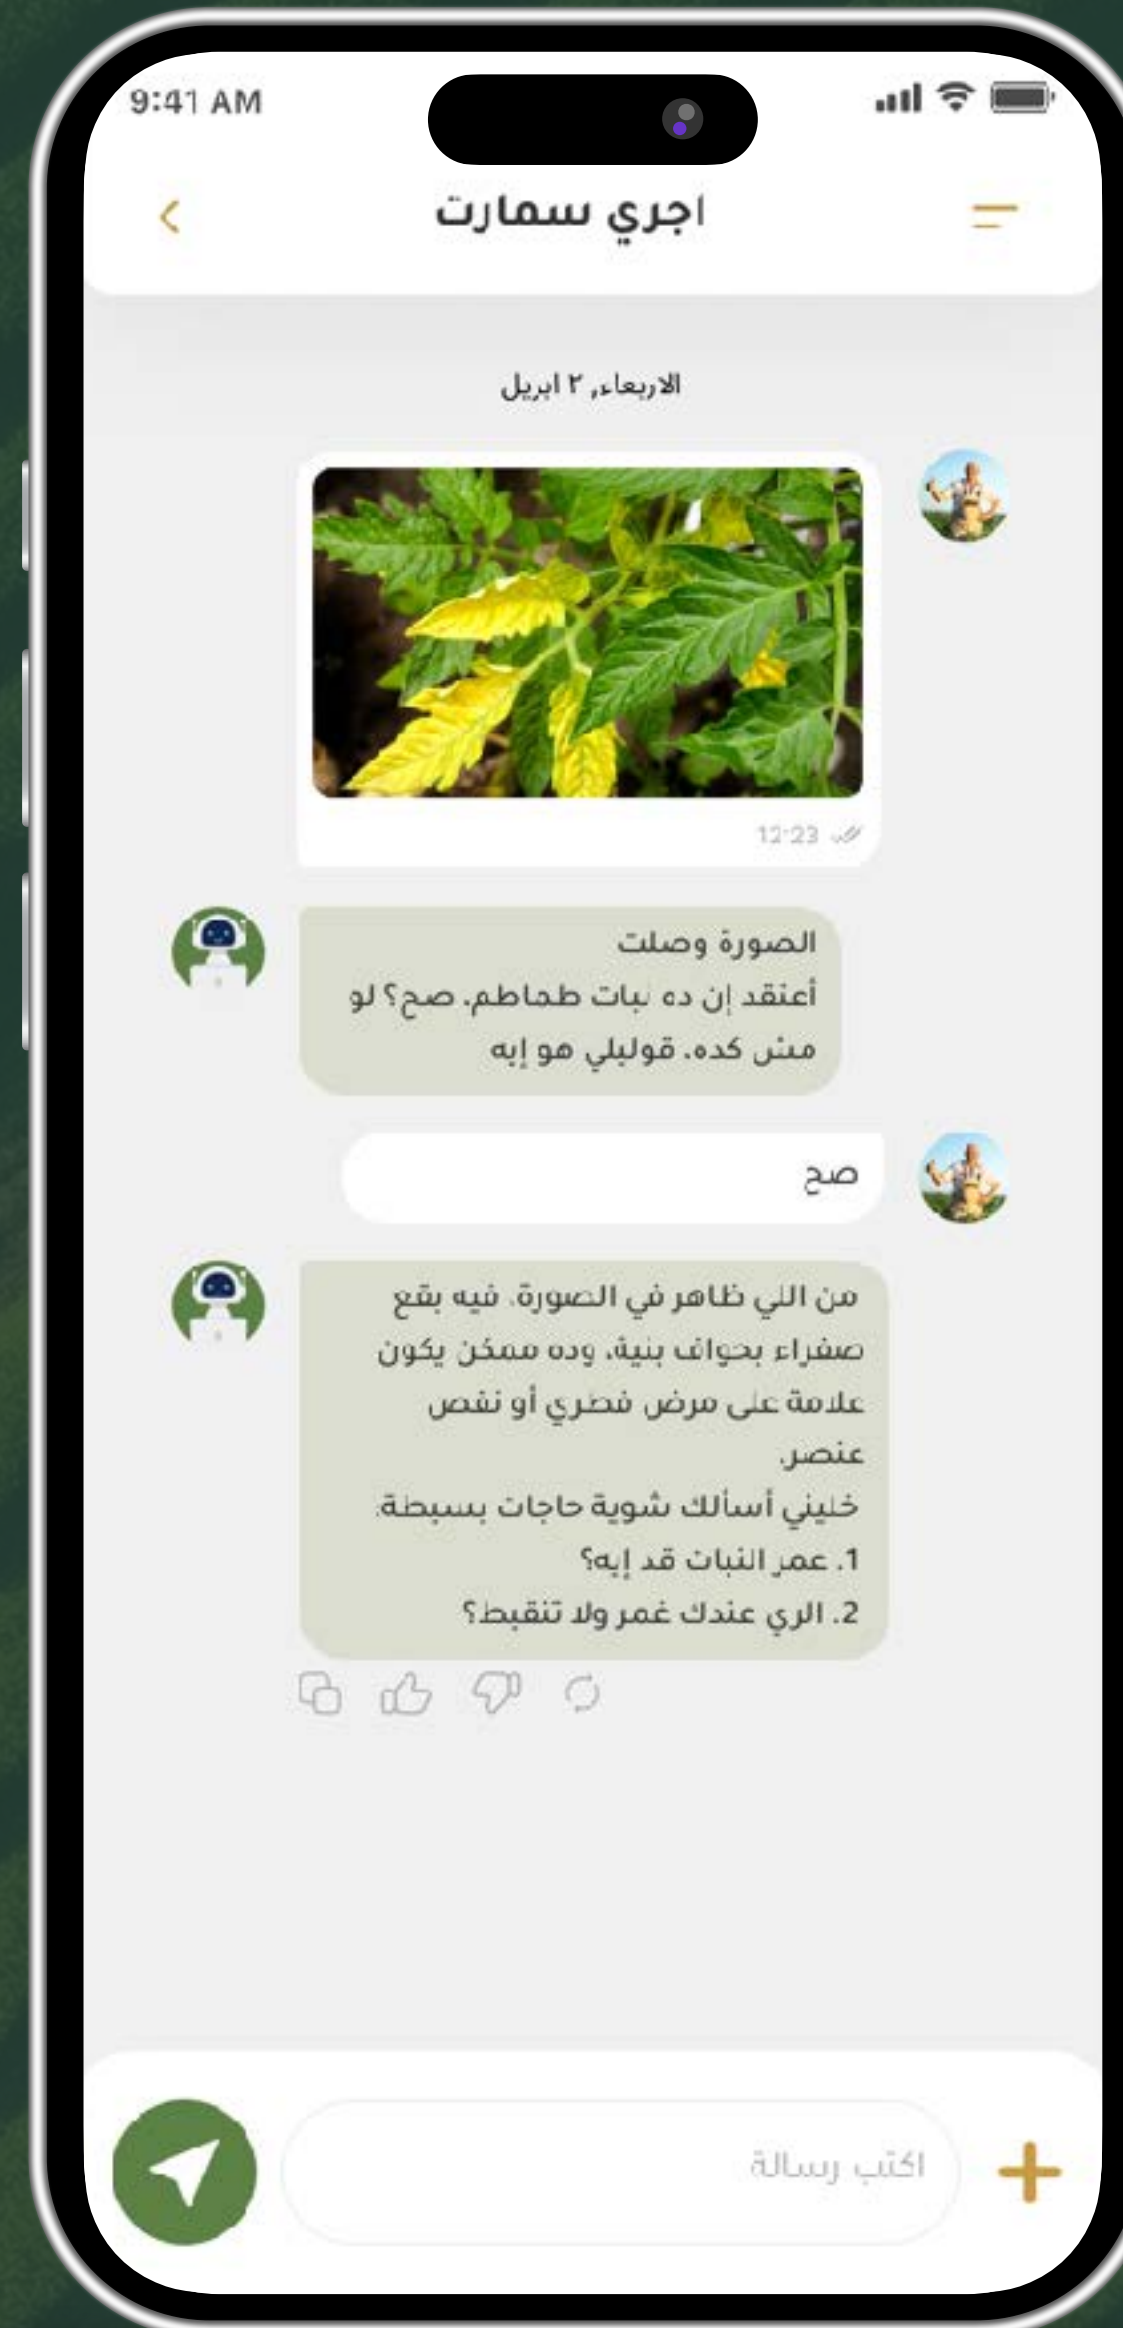 9:41 AM
اجري سمارت
الاربعاء, ٢ ابريل
12:23
الصورة وصلت
أعتقد إن ده نبات طماطم. صح؟ لو
مش كده. قوليلي هو إيه
صح
من اللي ظاهر في الصورة. فيه بقع
صفراء بحواف بنية. وده ممكن يكون
علامة على مرض فطري أو نقص
عنصر.
خليني أسألك شوية حاجات بسيطة.
1. عمر النبات قد إيه؟
2. الري عندك غمر ولا تنقيط؟
اكتب رسالة